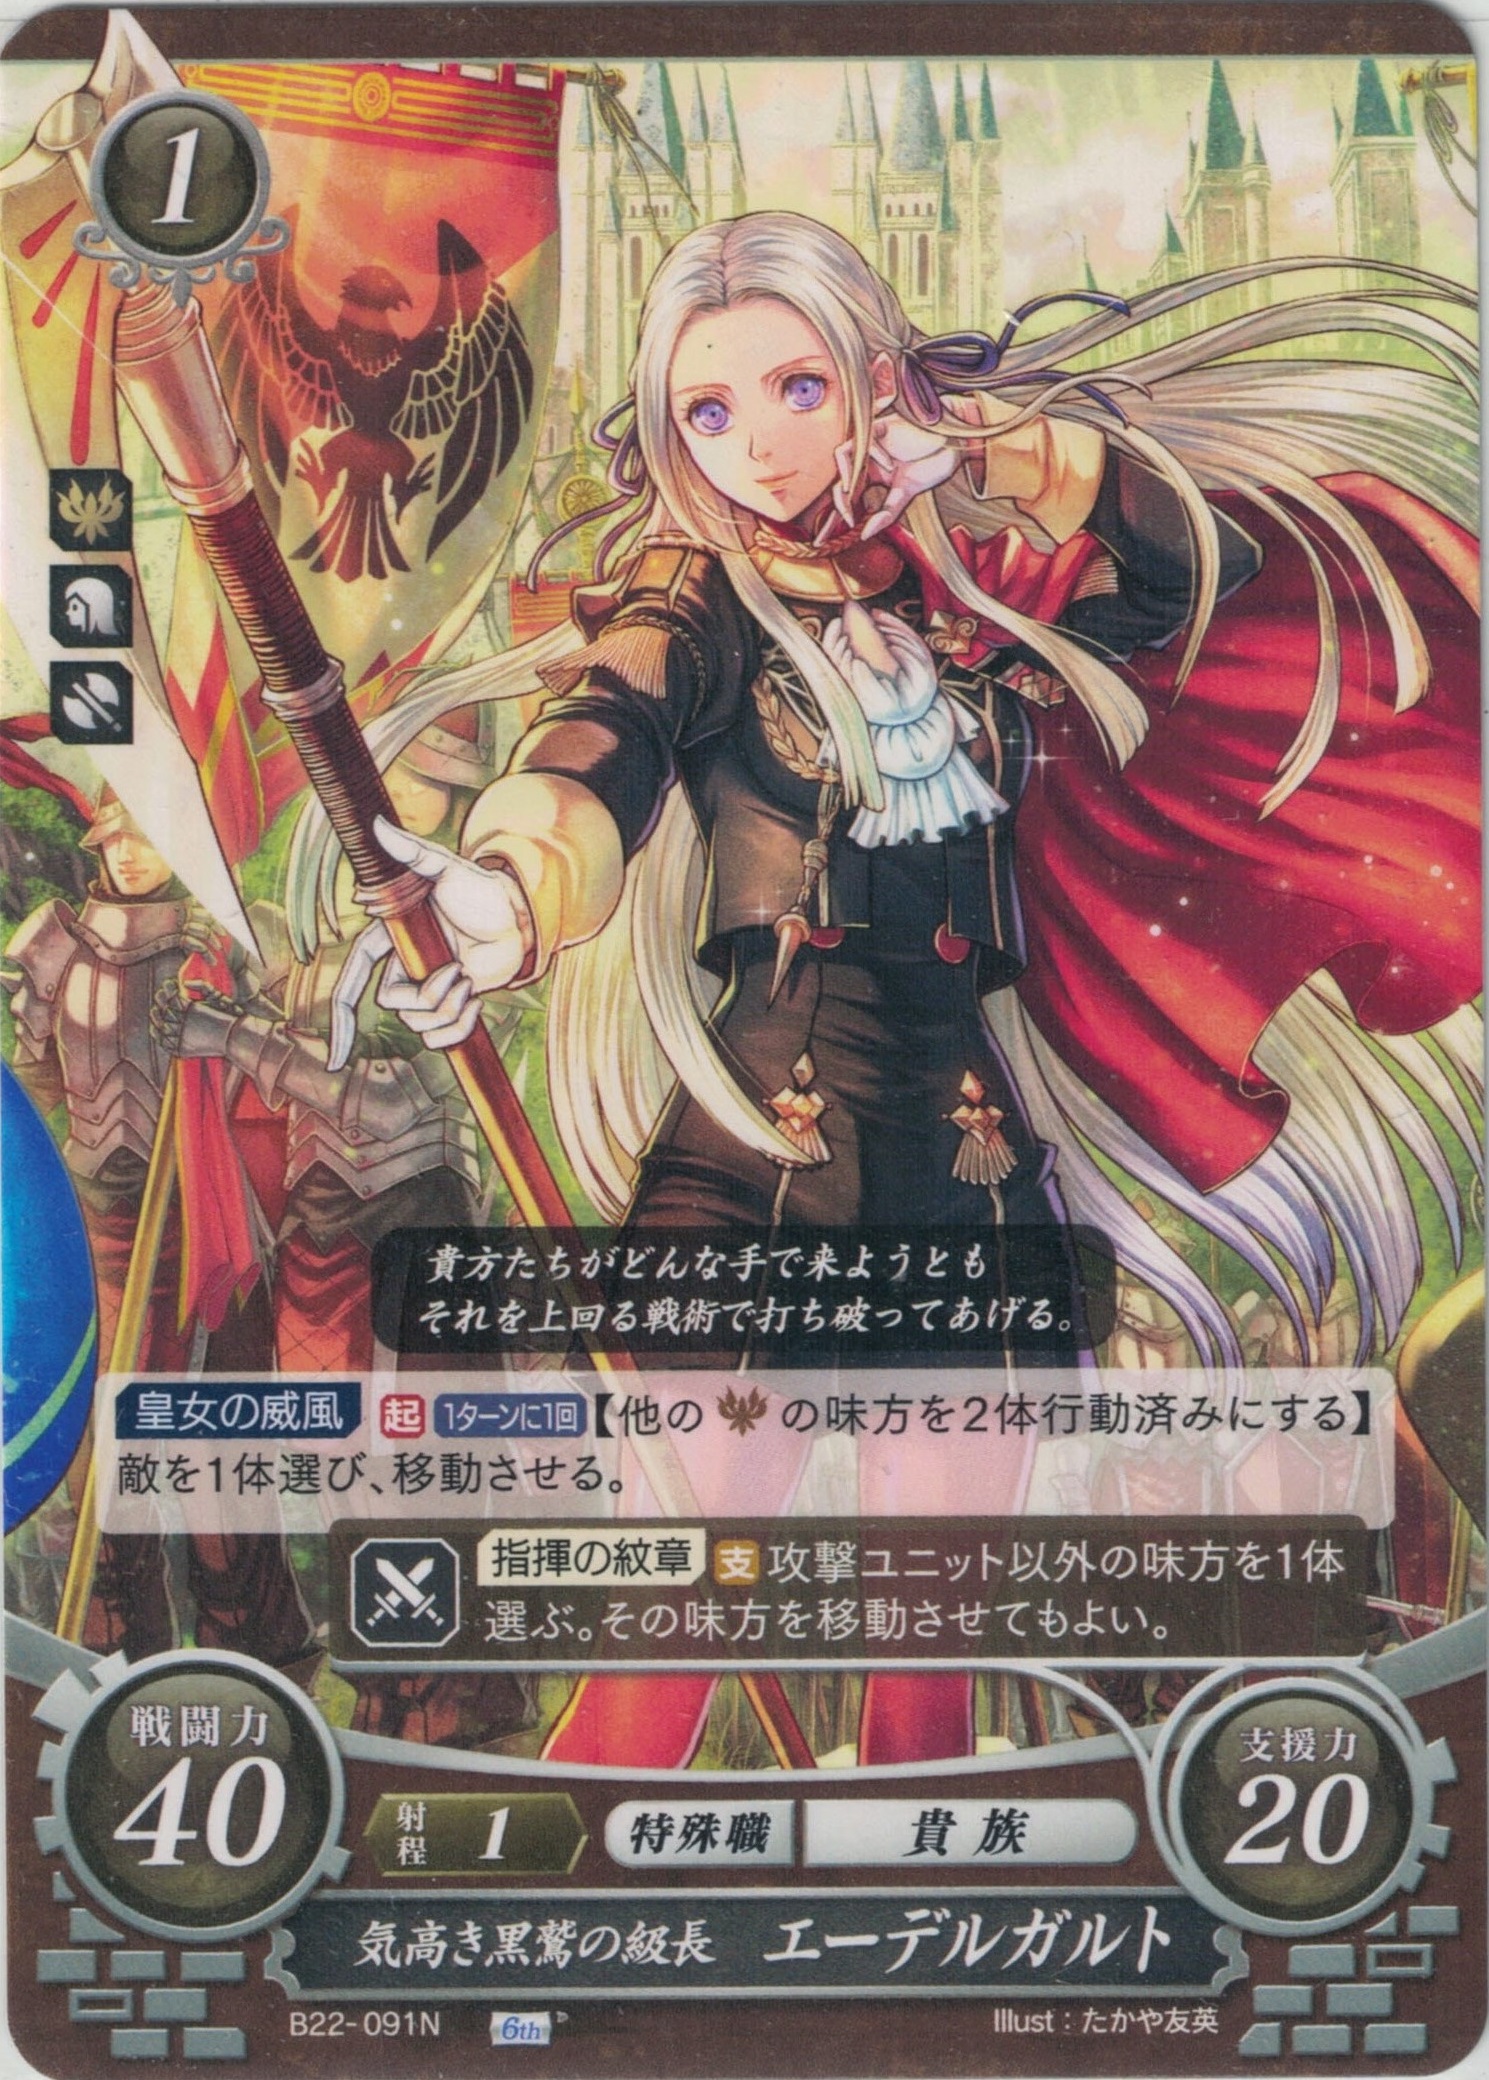 1
貴方たちがどんな手で来ようとも
それを上回る戦術で打ち破ってあげる。
皇女の威風 起 1ターンに1回【他の の味方を2体行動済みにする】
敵を1体選び、移動させる。
指揮の紋章 支 攻撃ユニット以外の味方を1体
選ぶ。その味方を移動させてもよい。
戦闘力
40
射程 1
特殊職 貴族
支援力
20
気高き黒鷲の級長 エーデルガルト
B22-091N 6th
Illust:たかや友英